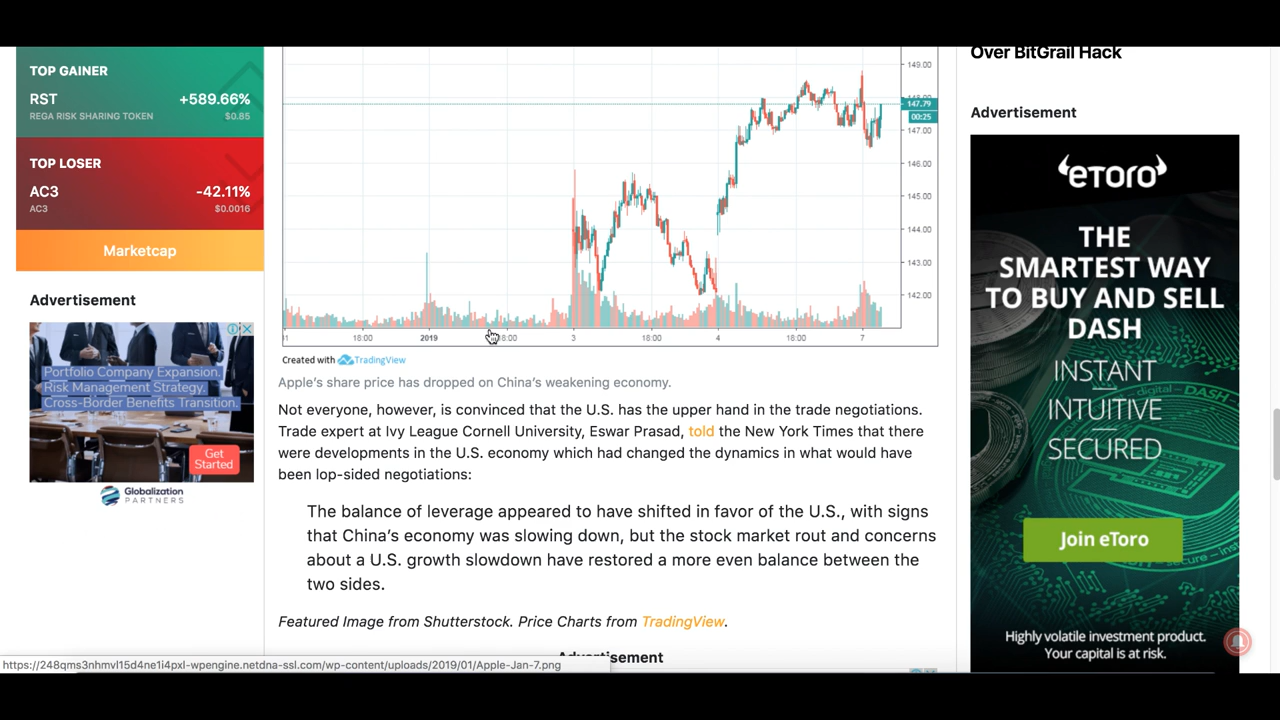 TOP GAINER
RST +589.66%
REGA RISK SHARING TOKEN $0.85
TOP LOSER
AC3 -42.11%
AC3 $0.0016
Marketcap
Advertisement
Portfolio Company Expansion.
Risk Management Strategy.
Cross-Border Benefits Transition.
Get
Started
Globalization
PARTNERS
149.00
147.79
00:25
147.00
146.00
145.00
144.00
143.00
142.00
18:00 2019 18:00 3 18:00 4 18:00 7
Created with TradingView
Apple's share price has dropped on China's weakening economy.
Not everyone, however, is convinced that the U.S. has the upper hand in the trade negotiations.
Trade expert at Ivy League Cornell University, Eswar Prasad, told the New York Times that there
were developments in the U.S. economy which had changed the dynamics in what would have
been lop-sided negotiations:
The balance of leverage appeared to have shifted in favor of the U.S., with signs
that China's economy was slowing down, but the stock market rout and concerns
about a U.S. growth slowdown have restored a more even balance between the
two sides.
Featured Image from Shutterstock. Price Charts from TradingView.
Advertisement
https://248qms3nhmvl15d4ne1i4pxl-wpengine.netdna-ssl.com/wp-content/uploads/2019/01/Apple-Jan-7.png
Over BitGrail Hack
Advertisement
eToro
THE
SMARTEST WAY
TO BUY AND SELL
DASH
INSTANT
INTUITIVE
SECURED
Join eToro
Highly volatile investment product.
Your capital is at risk.